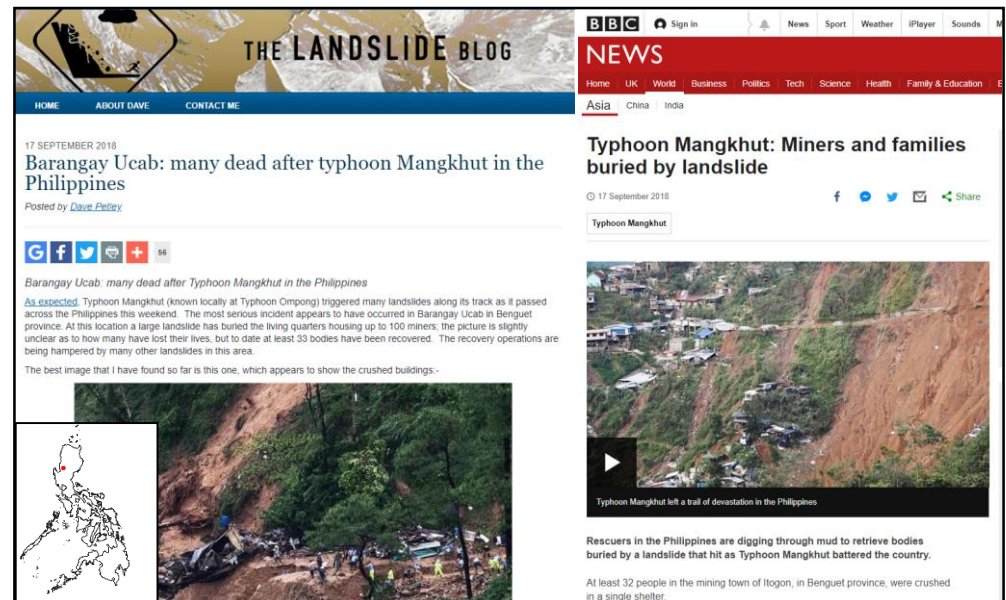 THE LANDSLIDE BLOG
HOME ABOUT DAVE CONTACT ME
17 SEPTEMBER 2018
Barangay Ucab: many dead after typhoon Mangkhut in the
Philippines
Posted by Dave Petley
G f + 56
Barangay Ucab: many dead after Typhoon Mangkhut in the Philippines
As expected, Typhoon Mangkhut (known locally at Typhoon Ompong) triggered many landslides along its track as it passed
across the Philippines this weekend. The most serious incident appears to have occurred in Barangay Ucab in Benguet
province. At this location a large landslide has buried the living quarters housing up to 100 miners; the picture is slightly
unclear as to how many have lost their lives, but to date at least 33 bodies have been recovered. The recovery operations are
being hampered by many other landslides in this area.
The best image that I have found so far is this one, which appears to show the crushed buildings:-
BBC Sign in News Sport Weather iPlayer Sounds M
NEWS
Home UK World Business Politics Tech Science Health Family & Education E
Asia China India
Typhoon Mangkhut: Miners and families
buried by landslide
17 September 2018 f Share
Typhoon Mangkhut
Typhoon Mangkhut left a trail of devastation in the Philippines
Rescuers in the Philippines are digging through mud to retrieve bodies
buried by a landslide that hit as Typhoon Mangkhut battered the country.
At least 32 people in the mining town of Itogon, in Benguet province, were crushed
in a single shelter.